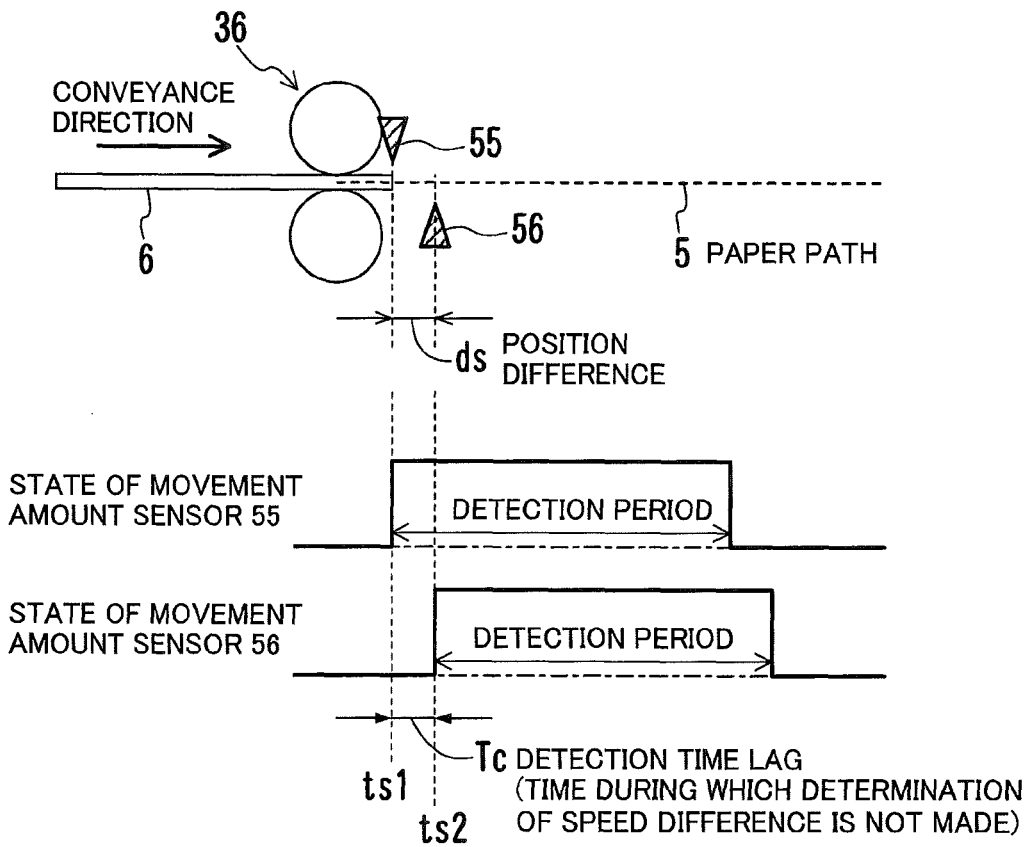 36
CONVEYANCE
DIRECTION
55
56
6
5 PAPER PATH
ds POSITION
DIFFERENCE
STATE OF MOVEMENT
AMOUNT SENSOR 55
DETECTION PERIOD
STATE OF MOVEMENT
AMOUNT SENSOR 56
DETECTION PERIOD
Tc DETECTION TIME LAG
(TIME DURING WHICH DETERMINATION
OF SPEED DIFFERENCE IS NOT MADE)
ts1
ts2